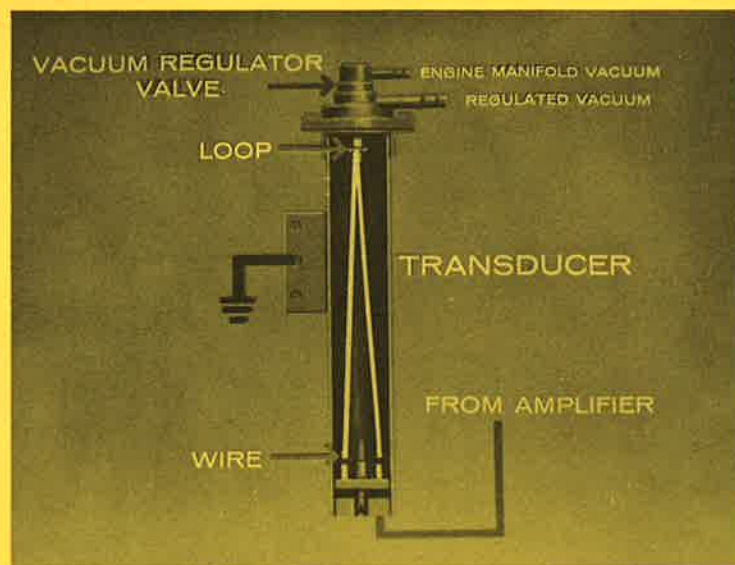 VACUUM REGULATOR
VALVE
ENGINE MANIFOLD VACUUM
REGULATED VACUUM
LOOP
TRANSDUCER
FROM AMPLIFIER
WIRE